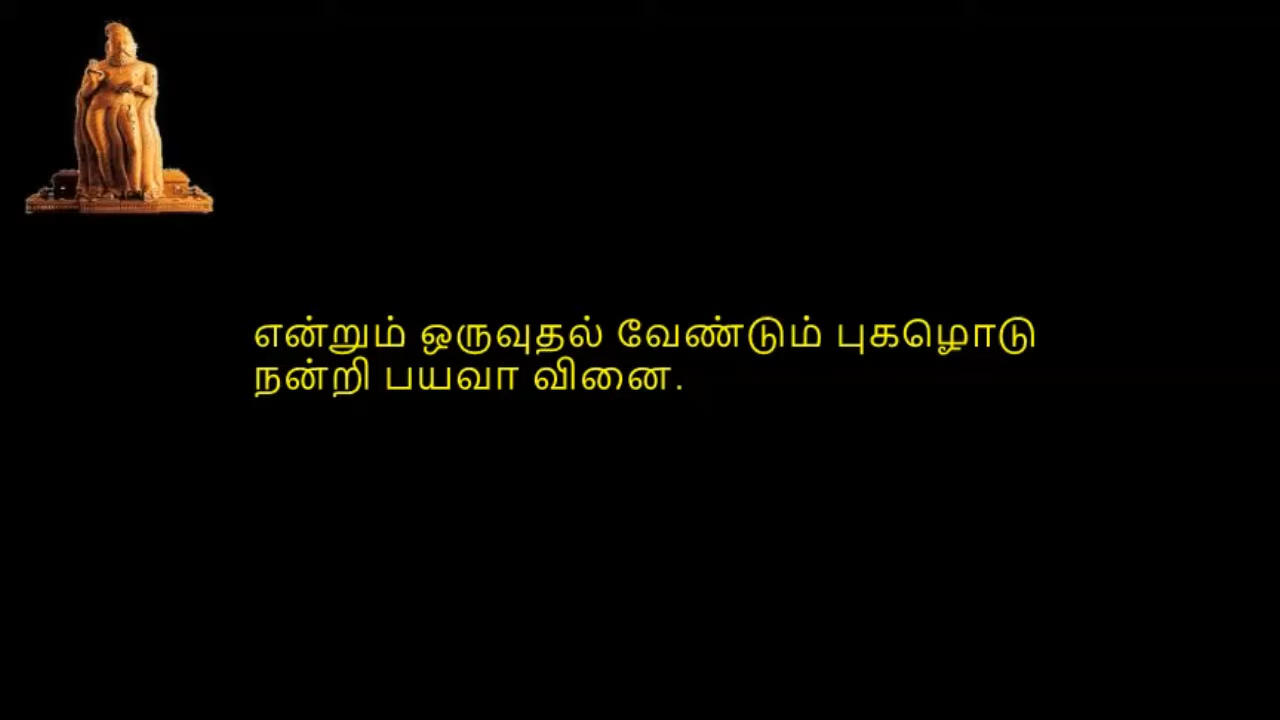 என்றும் ஒருவுதல் வேண்டும் புகழொடு
நன்றி பயவா வினை.